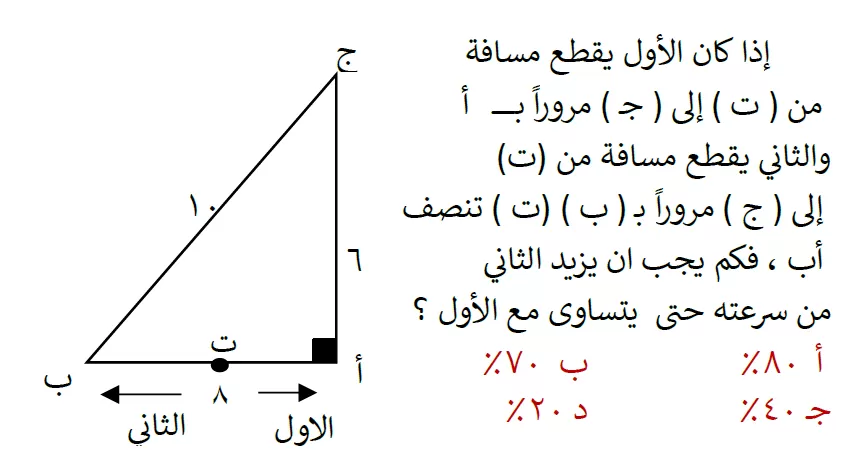 إذا كان الأول يقطع مسافة
من ( ت ) إلى ( جـ ) مروراً بـــ أ
والثاني يقطع مسافة من (ت)
إلى ( ج ) مروراً بـ ( ب ) (ت ) تنصف
أب ، فكم يجب ان يزيد الثاني
من سرعته حتى يتساوى مع الأول ؟
أ ٨٠٪ ب ٧٠٪
جـ ٤٠٪ د ٢٠٪
ج
١٠
٦
ت
أ
ب
٨
الاول
الثاني